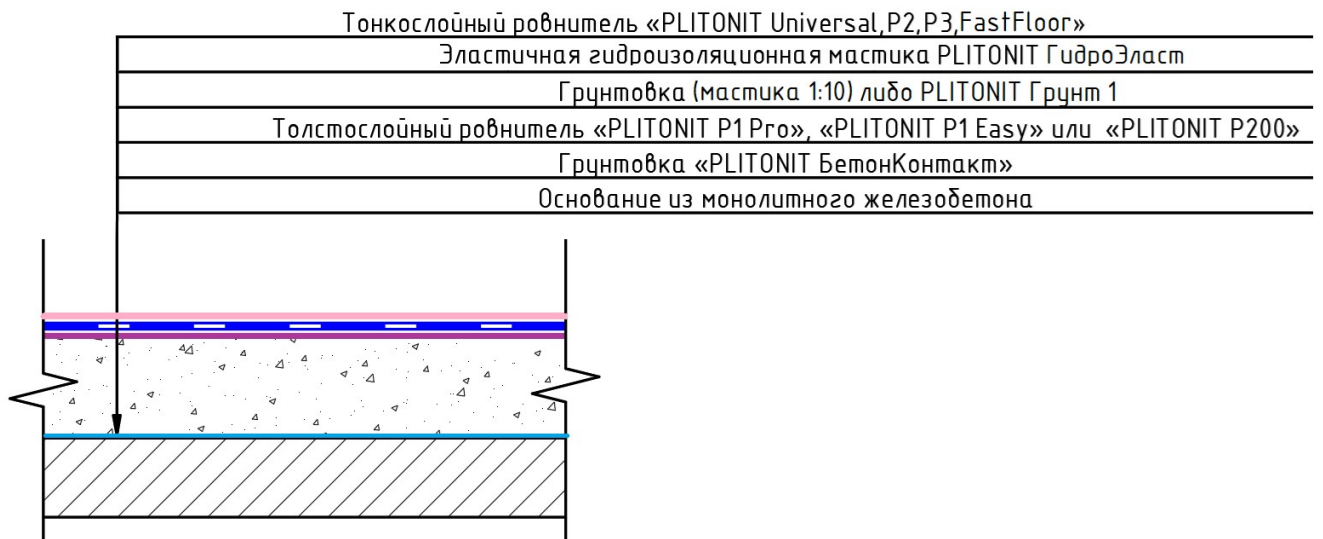 Тонкослойный ровнитель «PLITONIT Universal,P2,P3,FastFloor»
Эластичная гидроизоляционная мастика PLITONIT ГидроЭласт
Грунтовка (мастика 1:10) либо PLITONIT Грунт 1
Толстослойный ровнитель «PLITONIT P1 Pro», «PLITONIT P1 Easy» или «PLITONIT P200»
Грунтовка «PLITONIT БетонКонтакт»
Основание из монолитного железобетона